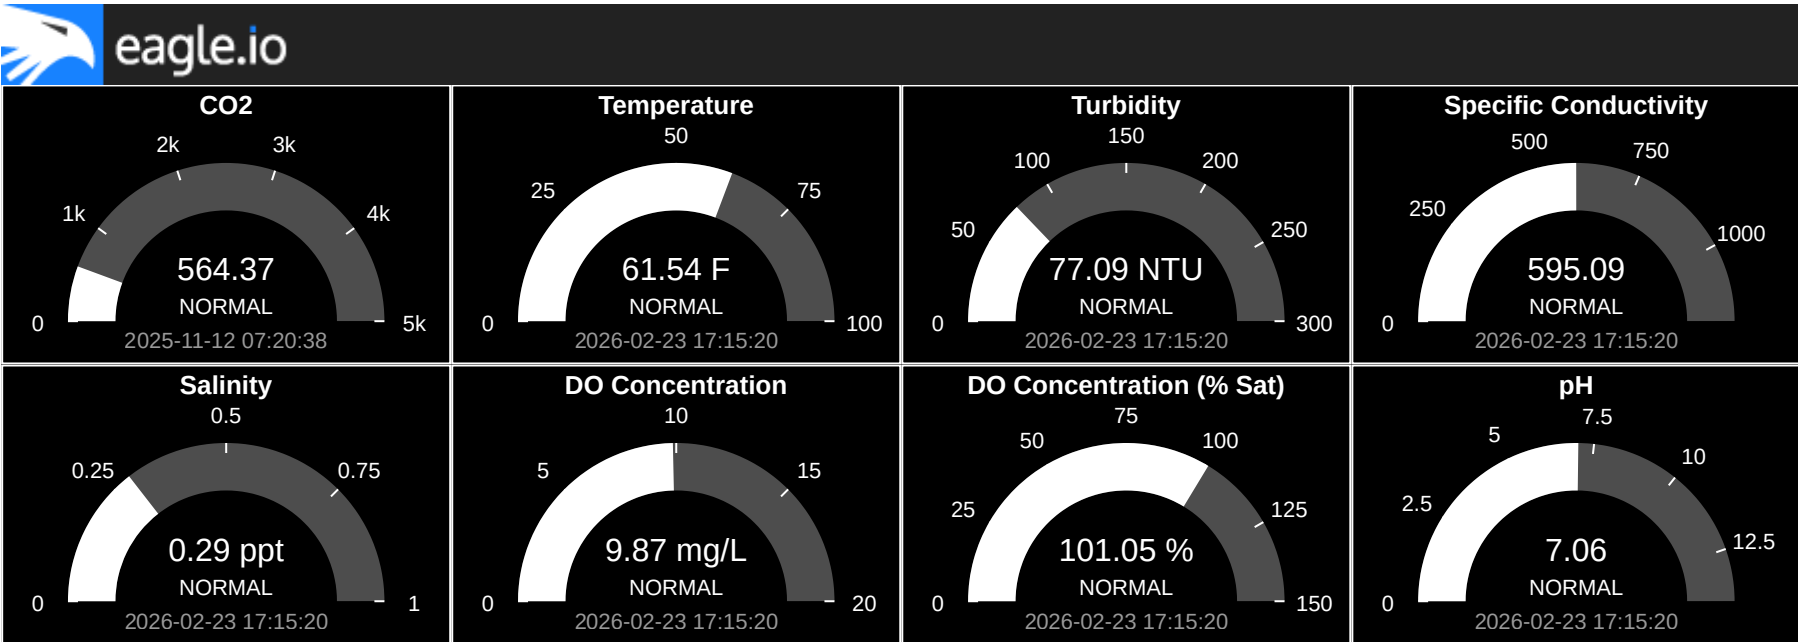 eagle.io
CO2
2k
3k
1k
4k
564.37
NORMAL
0
5k
2025-11-12 07:20:38
Temperature
50
25
75
61.54 F
NORMAL
0
100
2026-02-23 17:15:20
Turbidity
150
100
200
50
250
77.09 NTU
NORMAL
0
300
2026-02-23 17:15:20
Specific Conductivity
500
750
250
1000
595.09
NORMAL
0
2026-02-23 17:15:20
Salinity
0.5
0.25
0.75
0.29 ppt
NORMAL
0
1
2026-02-23 17:15:20
DO Concentration
10
5
15
9.87 mg/L
NORMAL
0
20
2026-02-23 17:15:20
DO Concentration (% Sat)
75
50
100
25
125
101.05 %
NORMAL
0
150
2026-02-23 17:15:20
pH
7.5
5
10
2.5
12.5
7.06
NORMAL
0
2026-02-23 17:15:20